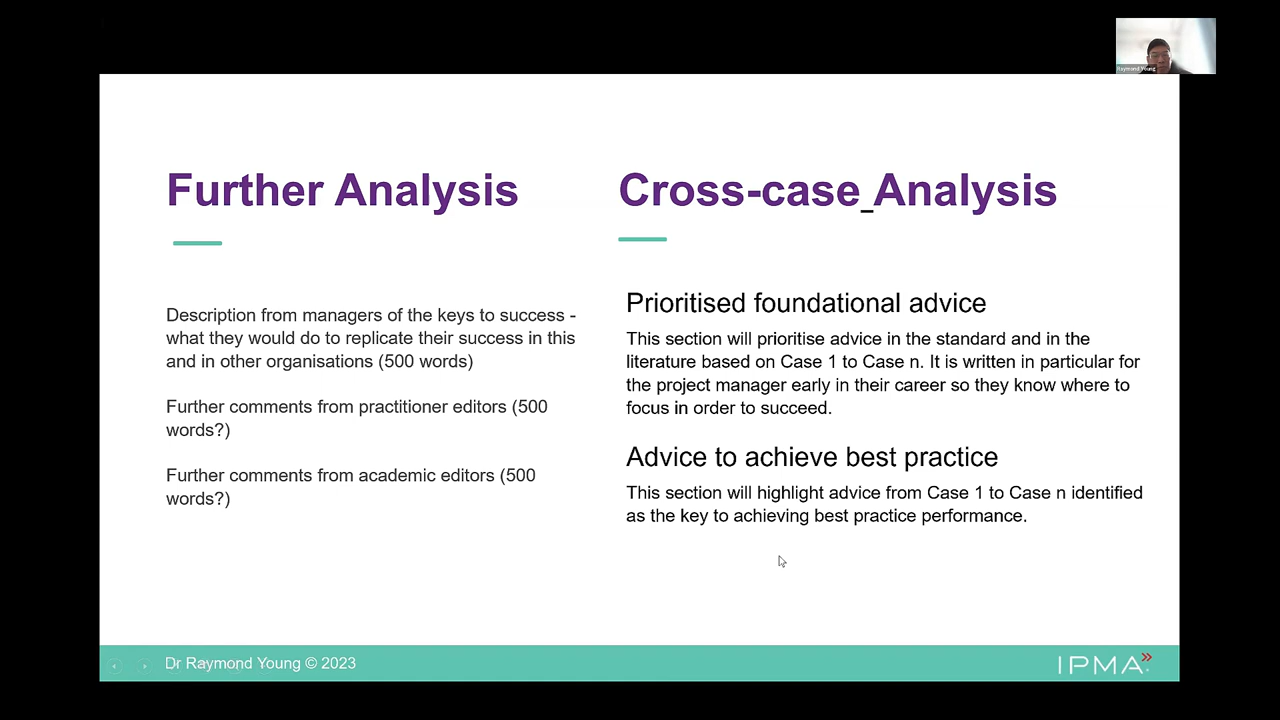 Raymond Young
Further Analysis
Description from managers of the keys to success -
what they would do to replicate their success in this
and in other organisations (500 words)
Further comments from practitioner editors (500
words?)
Further comments from academic editors (500
words?)
Cross-case Analysis
Prioritised foundational advice
This section will prioritise advice in the standard and in the
literature based on Case 1 to Case n. It is written in particular for
the project manager early in their career so they know where to
focus in order to succeed.
Advice to achieve best practice
This section will highlight advice from Case 1 to Case n identified
as the key to achieving best practice performance.
Dr Raymond Young © 2023
IPMA